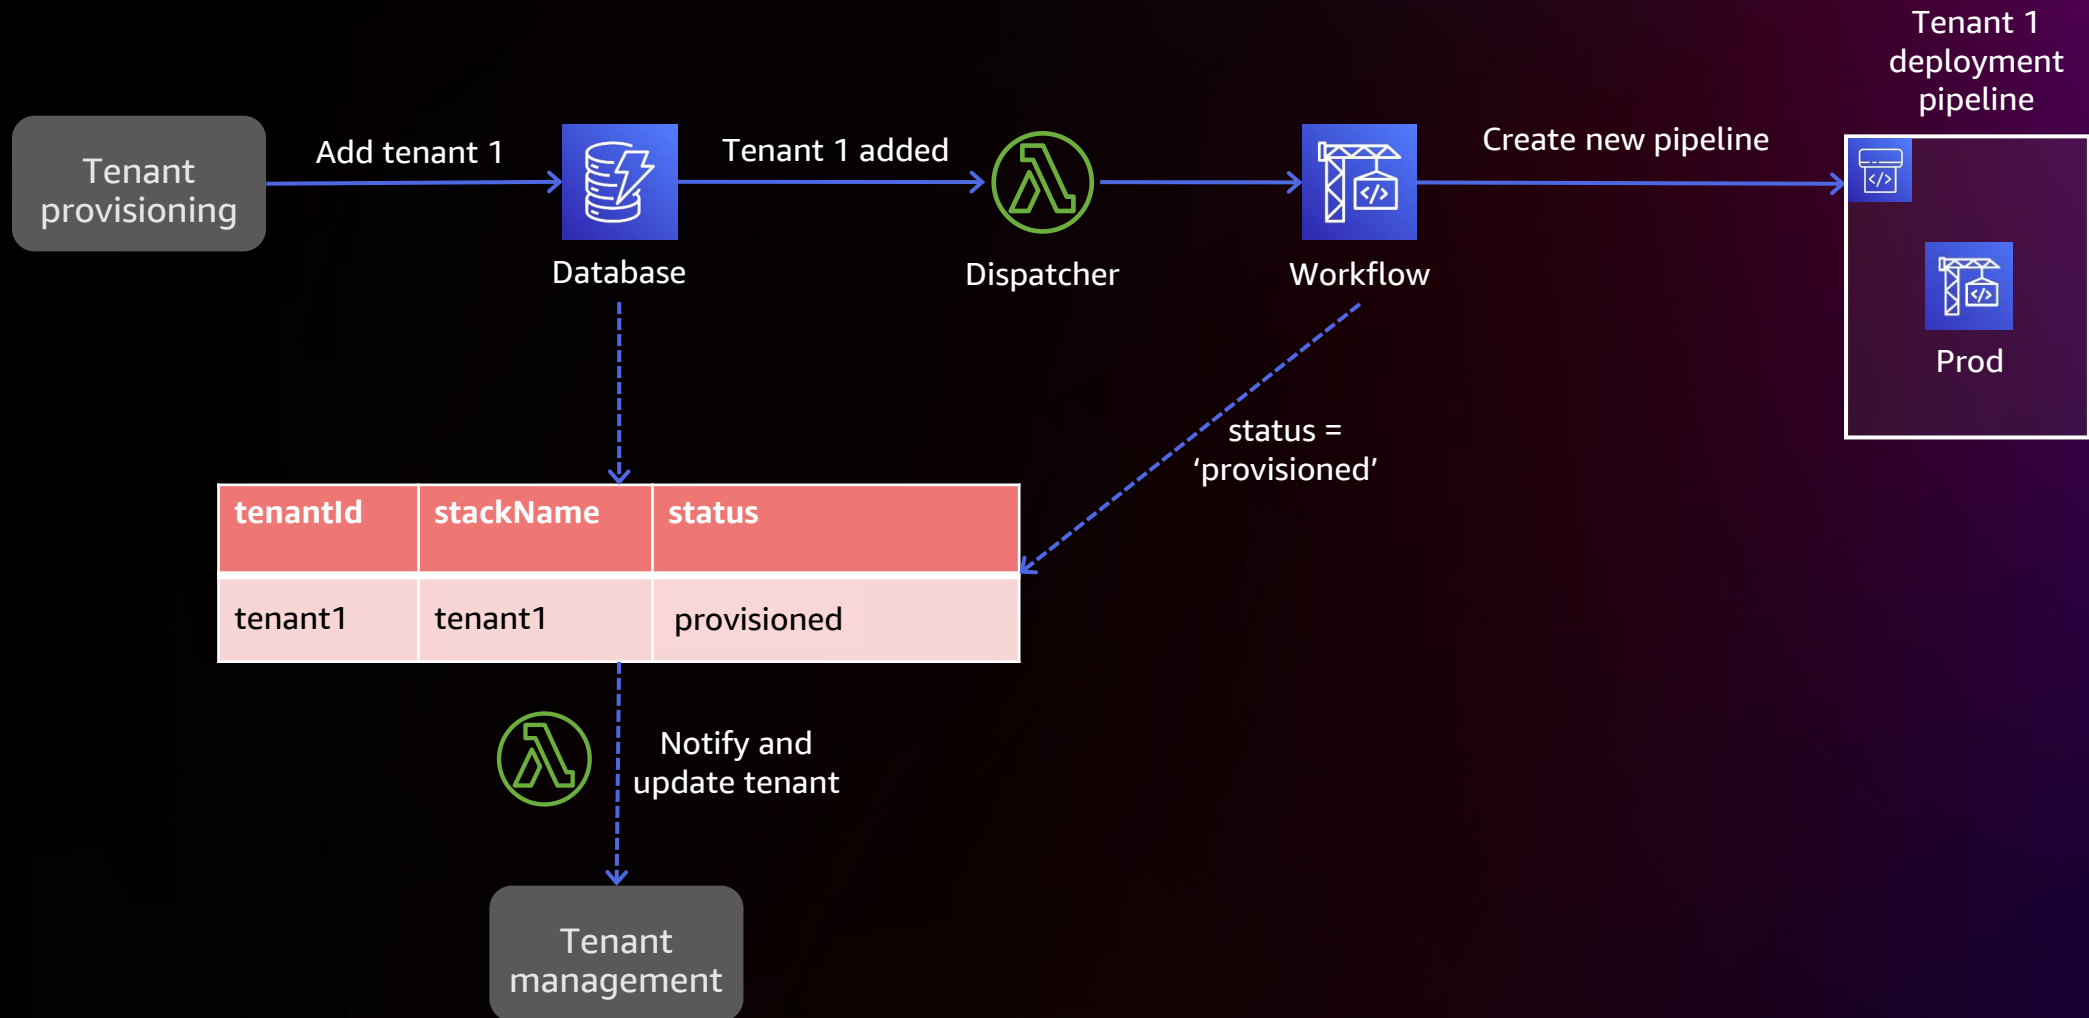 Tenant 1
deployment
pipeline
Tenant
provisioning
Add tenant 1
Tenant 1 added
Create new pipeline
</>
</>
</>
Database
Dispatcher
Workflow
Prod
status =
‘provisioned’
tenantId stackName status
tenant1 tenant1 provisioned
Notify and
update tenant
Tenant
management